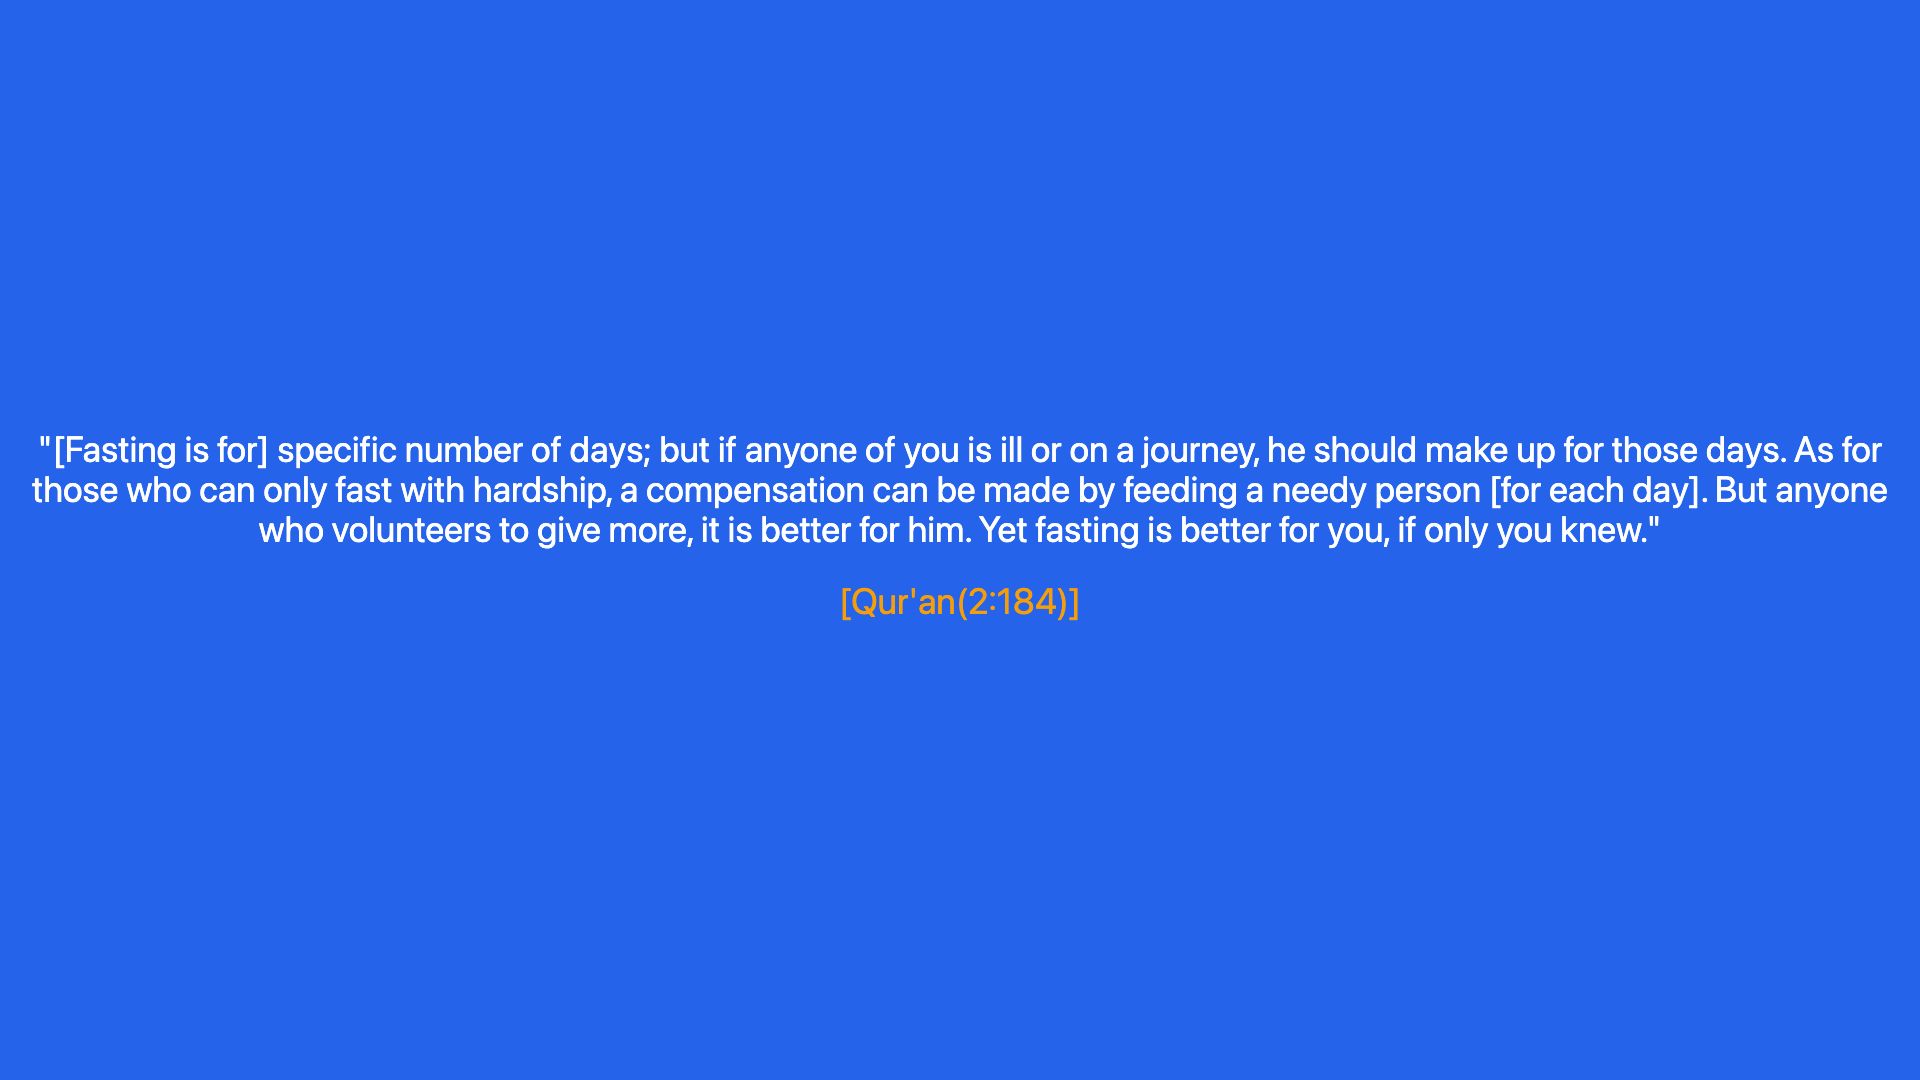 "[Fasting is for] specific number of days; but if anyone of you is ill or on a journey, he should make up for those days. As for
those who can only fast with hardship, a compensation can be made by feeding a needy person [for each day]. But anyone
who volunteers to give more, it is better for him. Yet fasting is better for you, if only you knew."
[Qur'an(2:184)]